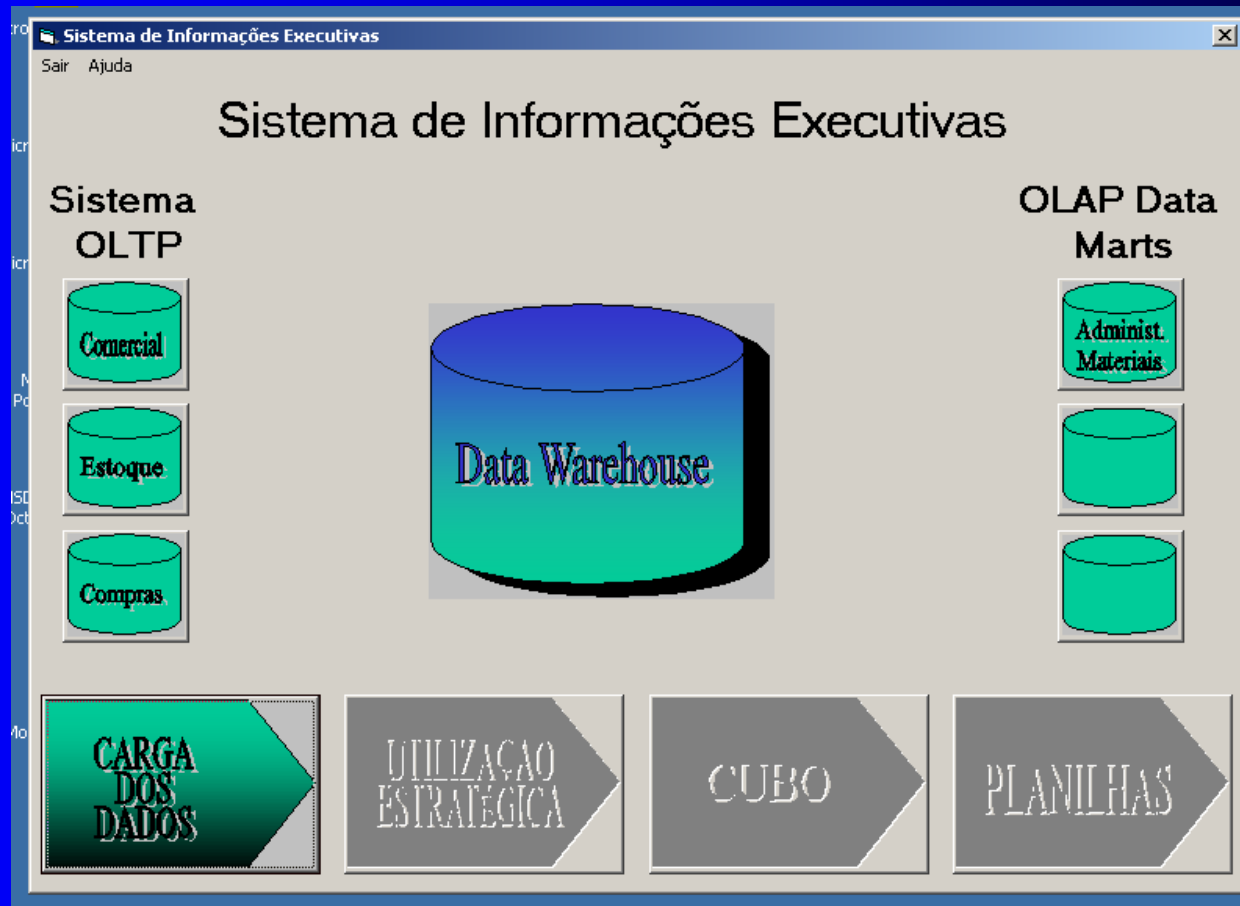 Sistema de Informações Executivas
Sair Ajuda
Sistema de Informações Executivas
Sistema
OLTP
OLAP Data
Marts
Comercial
Estoque
Compras
Data Warehouse
Administ.
Materiais
CARGA
DOS
DADOS
UTILIZAÇAO
ESTRATÉGICA
CUBO
PLANILHAS